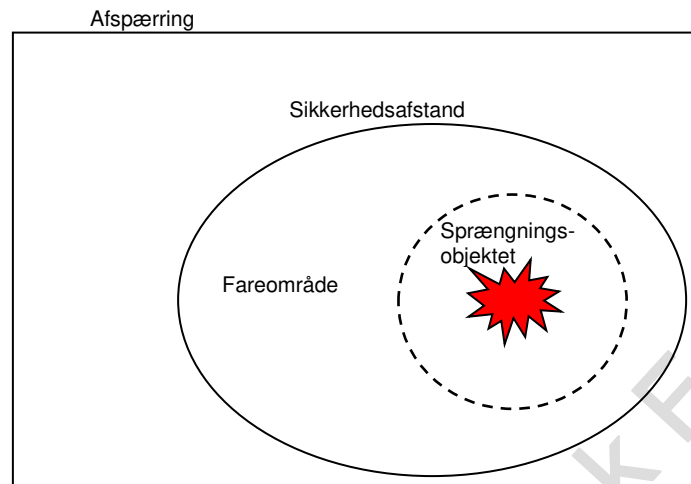 Afspærring
Sikkerhedsafstand
Sprængnings-
objektet
Fareområde